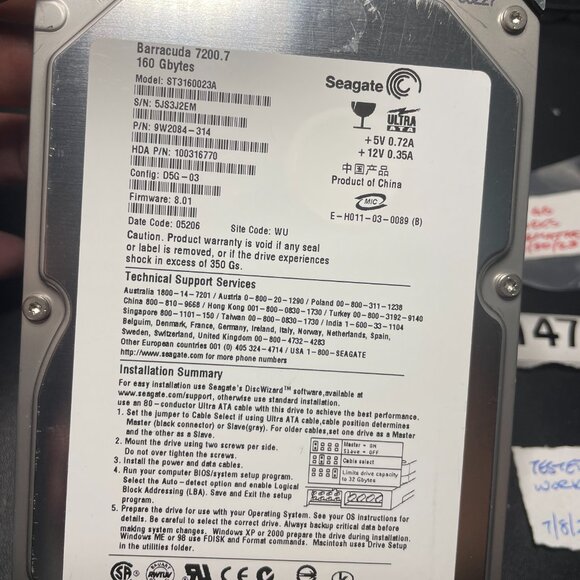 Barracuda 7200.7
160 Gbytes
Model: ST3160023A
S/N: 5JS3J2EM
P/N: 9W2084-314
HDA P/N: 100316770
Config: D5G-03
Firmware: 8.01
Date Code: 05206 Site Code: WU
Seagate
ULTRA
ATA
+5V 0.72A
+12V 0.35A
中国产品
Product of China
MIC
E-H011-03-0089 (B)
Caution. Product warranty is void if any seal
or label is removed, or if the drive experiences
shock in excess of 350 Gs.
Technical Support Services
Australia 1800-14-7201 / Austria 0-800-20-1290 / Poland 00-800-311-1238
China 800-810-9668 / Hong Kong 001-800-0830-1730 / Turkey 00-800-3192-9140
Singapore 800-1101-150 / Taiwan 00-800-0830-1730 / India 1-600-33-1104
Belguim, Denmark, France, Germany, Ireland, Italy, Norway, Netherlands, Spain,
Sweden, Switzerland, United Kingdom 00-800-4732-4283
Other European countries 001 (0) 405 324-4714 / USA 1-800-SEAGATE
http://www.seagate.com for more phone numbers
Installation Summary
For easy installation use Seagate's DiscWizard™ software,available at
www.seagate.com/support, otherwise use standard installation.
use an 80-conductor Ultra ATA cable with this drive to achieve the best performance.
1. Set the jumper to Cable Select if using Ultra ATA cable,cable position determines
Master (black connector) or Slave(gray). For older cables,set one drive as a Master
and the other as a Slave.
2. Mount the drive using two screws per side.
Do not over tighten the screws.
3. Install the power and data cables.
4. Run your computer BIOS/system setup program.
Select the Auto-detect option and enable Logical
Block Addressing (LBA). Save and Exit the setup
program.
5. Prepare the drive for use with your Operating System. See your OS instructions for
details. Be careful to select the correct drive. Always backup critical data before
making system changes. Windows XP or 2000 prepare the drive during installation.
Windows ME or 98 use FDISK and Format commands. Macintosh uses Drive Setup
in the utilities folder.
Master = ON
Slave = OFF
Cable select
Limite drive capacity
to 32 Gbytes
CE
47
TESTED
WORK
7/8/2